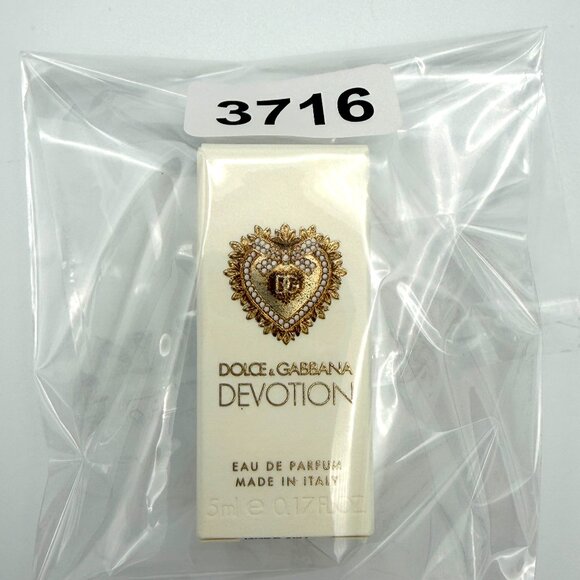 3716
DG
DOLCE & GABBANA
DEVOTION
EAU DE PARFUM
MADE IN ITALY
5ml e 0.17 FL.OZ.